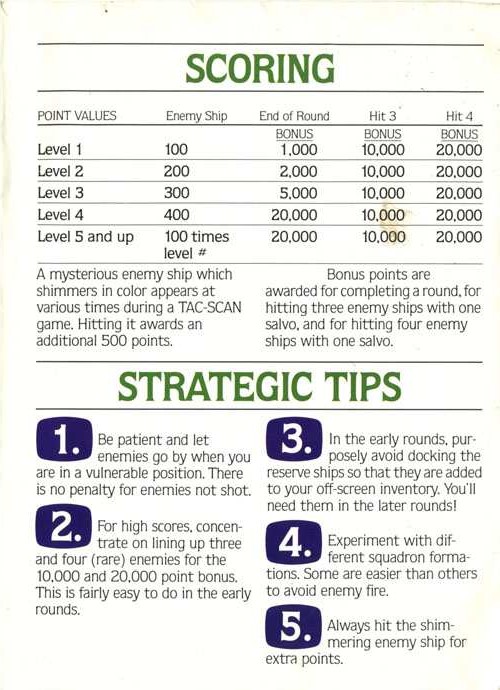 SCORING
POINT VALUES Enemy Ship End of Round Hit 3 Hit 4
BONUS BONUS BONUS
Level 1 100 1,000 10,000 20,000
Level 2 200 2,000 10,000 20,000
Level 3 300 5,000 10,000 20,000
Level 4 400 20,000 10,000 20,000
Level 5 and up 100 times 20,000 10,000 20,000
level #
A mysterious enemy ship which
shimmers in color appears at
various times during a TAC-SCAN
game. Hitting it awards an
additional 500 points.
Bonus points are
awarded for completing a round, for
hitting three enemy ships with one
salvo, and for hitting four enemy
ships with one salvo.
STRATEGIC TIPS
1. Be patient and let
enemies go by when you
are in a vulnerable position. There
is no penalty for enemies not shot.
2. For high scores, concen-
trate on lining up three
and four (rare) enemies for the
10,000 and 20,000 point bonus.
This is fairly easy to do in the early
rounds.
3. In the early rounds, pur-
posely avoid docking the
reserve ships so that they are added
to your off-screen inventory. You'll
need them in the later rounds!
4. Experiment with dif-
ferent squadron forma-
tions. Some are easier than others
to avoid enemy fire.
5. Always hit the shim-
mering enemy ship for
extra points.